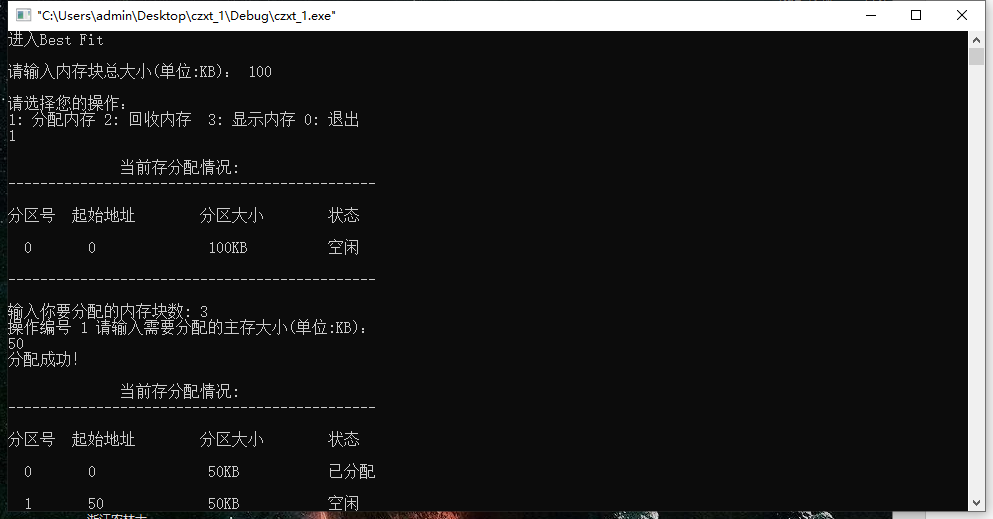 "C:\Users\admin\Desktop\czxt_1\Debug\czxt_1.exe"
进入Best Fit
请输入内存块总大小(单位:KB): 100
请选择您的操作:
1: 分配内存 2: 回收内存  3: 显示内存 0: 退出
1
当前存分配情况:
-----------------------------------------------
分区号  起始地址        分区大小        状态
0       0              100KB          空闲
-----------------------------------------------
输入你要分配的内存块数: 3
操作编号 1 请输入需要分配的主存大小(单位:KB):
50
分配成功!
当前存分配情况:
-----------------------------------------------
分区号  起始地址        分区大小        状态
0       0              50KB           已分配
1       50             50KB           空闲